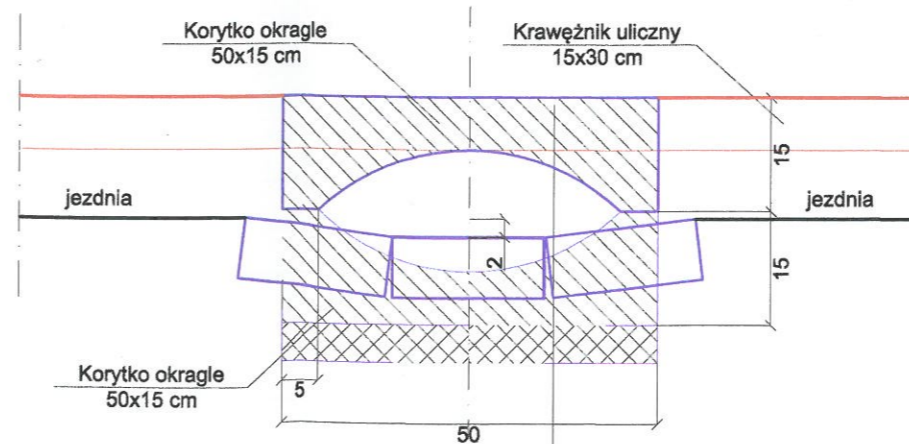 Korytko okragle
50x15 cm
Krawężnik uliczny
15x30 cm
15
jezdnia
jezdnia
2
15
Korytko okragle
50x15 cm
5
50